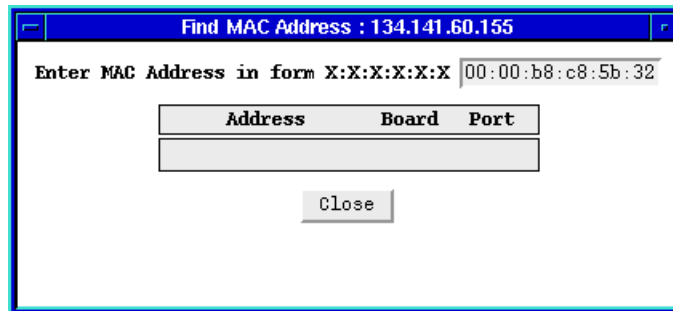 Find MAC Address : 134.141.60.155
Enter MAC Address in form X:X:X:X:X:X 00:00:b8:c8:5b:32
Address Board Port
Close